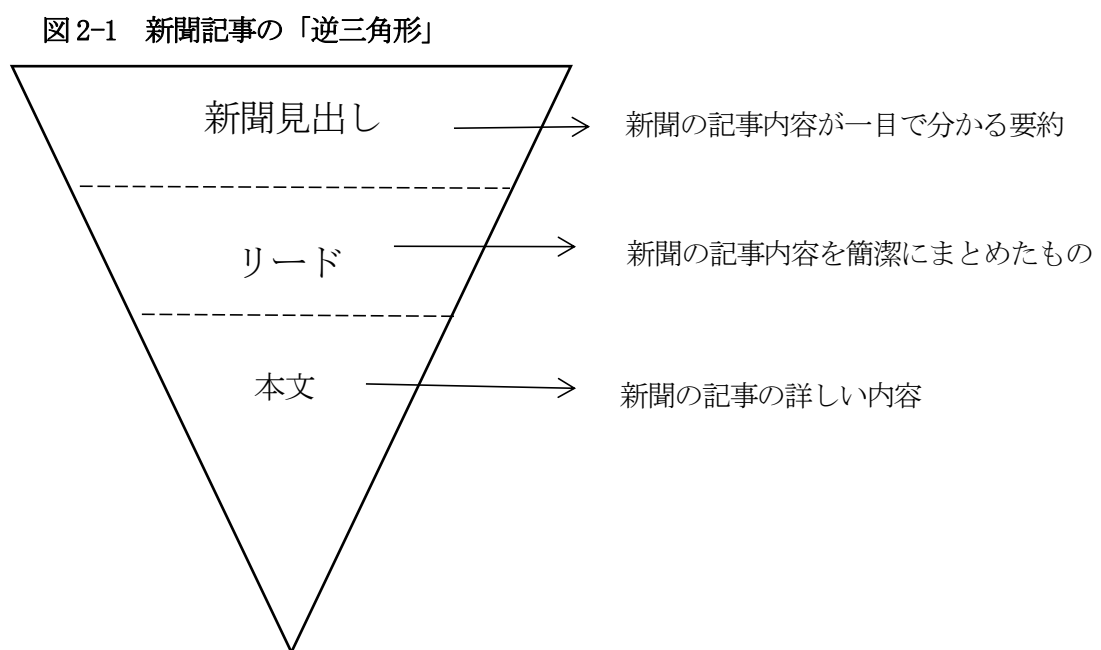 図 2-1 新聞記事の「逆三角形」
新聞見出し
新聞の記事内容が一目で分かる要約
リード
新聞の記事内容を簡潔にまとめたもの
本文
新聞の記事の詳しい内容